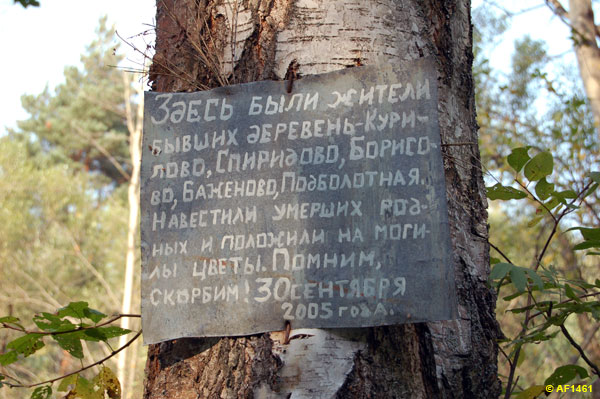 Здесь были жители
бывших деревень-Кури-
лово, Спиридово, Борисо-
во, Баженово, Подболотная.
Навестили умерших род-
ных и положили на моги-
лы цветы. Помним,
скорбим! 30 сентября
2005 года.
© AF1461